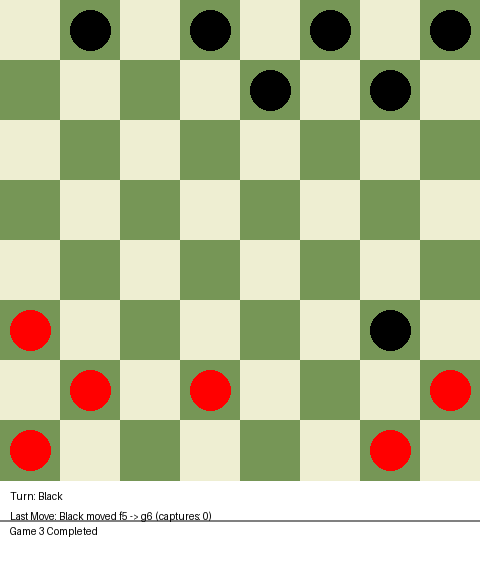 Turn: Black
Last Move: Black moved f5 -> g6 (captures: 0)
Game 3 Completed